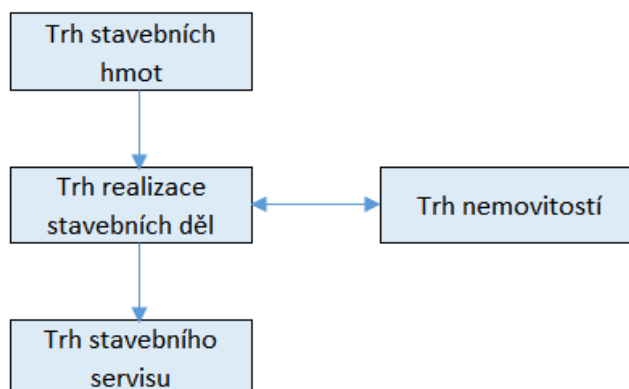 Trh stavebních
hmot
Trh realizace
stavebních děl
Trh nemovitostí
Trh stavebního
servisu